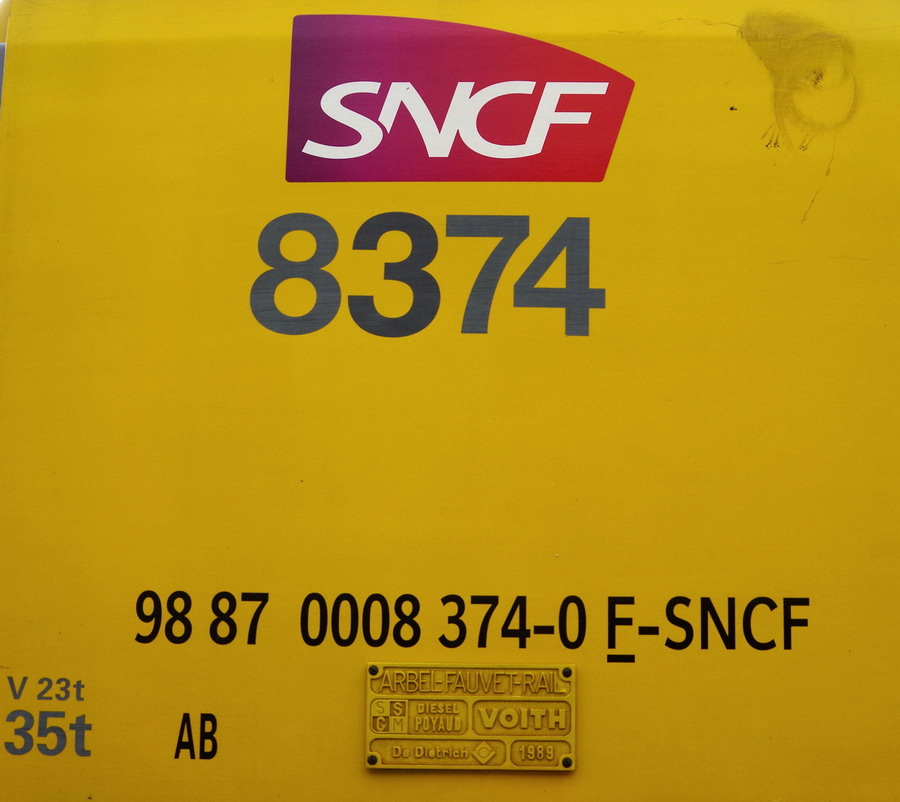 SNCF
8374
98 87 0008 374-0 F-SNCF
ARBEL-FAUVET-RAIL
SSCM DIESEL POYAUD VOITH
De Dietrich 1989
V 23t
35t
AB